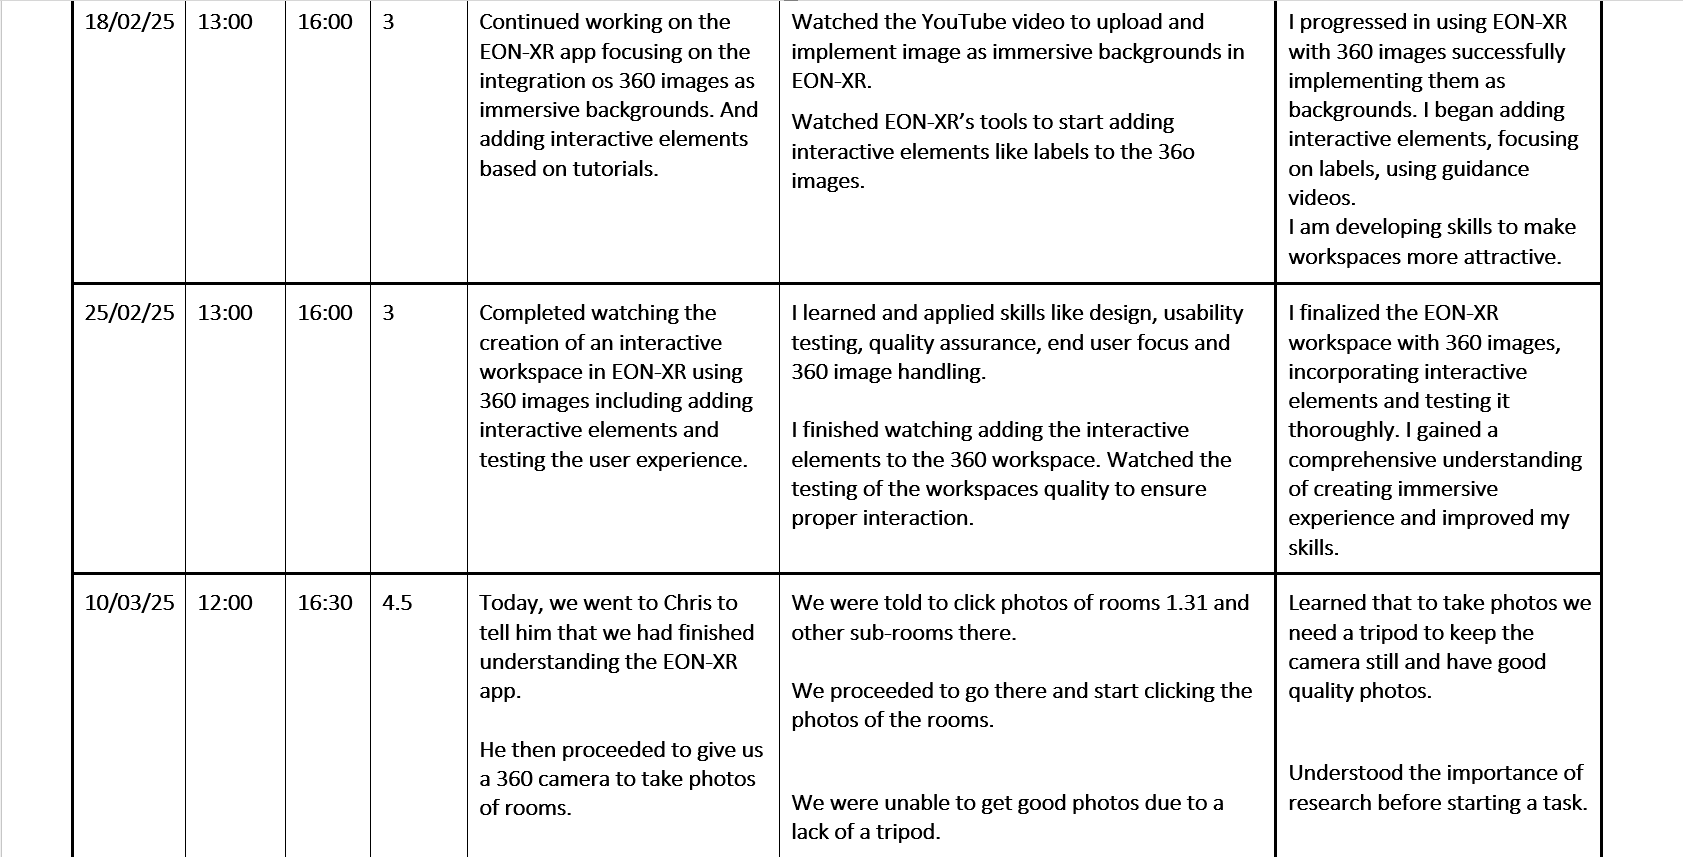 18/02/25
13:00
16:00
3
Continued working on the
EON-XR app focusing on the
integration os 360 images as
immersive backgrounds. And
adding interactive elements
based on tutorials.
Watched the YouTube video to upload and
implement image as immersive backgrounds in
EON-XR.
Watched EON-XR’s tools to start adding
interactive elements like labels to the 36o
images.
I progressed in using EON-XR
with 360 images successfully
implementing them as
backgrounds. I began adding
interactive elements, focusing
on labels, using guidance
videos.
I am developing skills to make
workspaces more attractive.
25/02/25
13:00
16:00
3
Completed watching the
creation of an interactive
workspace in EON-XR using
360 images including adding
interactive elements and
testing the user experience.
I learned and applied skills like design, usability
testing, quality assurance, end user focus and
360 image handling.
I finished watching adding the interactive
elements to the 360 workspace. Watched the
testing of the workspaces quality to ensure
proper interaction.
I finalized the EON-XR
workspace with 360 images,
incorporating interactive
elements and testing it
thoroughly. I gained a
comprehensive understanding
of creating immersive
experience and improved my
skills.
10/03/25
12:00
16:30
4.5
Today, we went to Chris to
tell him that we had finished
understanding the EON-XR
app.
He then proceeded to give us
a 360 camera to take photos
of rooms.
We were told to click photos of rooms 1.31 and
other sub-rooms there.
We proceeded to go there and start clicking the
photos of the rooms.
We were unable to get good photos due to a
lack of a tripod.
Learned that to take photos we
need a tripod to keep the
camera still and have good
quality photos.
Understood the importance of
research before starting a task.